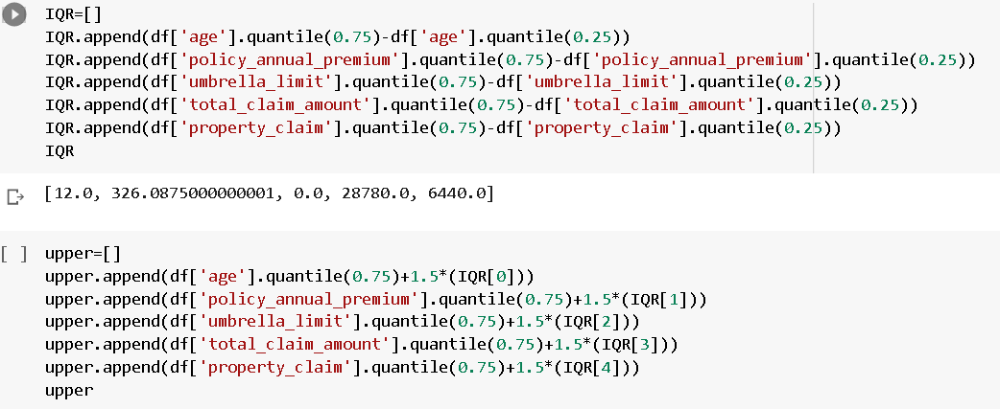 IQR=[]
IQR.append(df['age'].quantile(0.75)-df['age'].quantile(0.25))
IQR.append(df['policy_annual_premium'].quantile(0.75)-df['policy_annual_premium'].quantile(0.25))
IQR.append(df['umbrella_limit'].quantile(0.75)-df['umbrella_limit'].quantile(0.25))
IQR.append(df['total_claim_amount'].quantile(0.75)-df['total_claim_amount'].quantile(0.25))
IQR.append(df['property_claim'].quantile(0.75)-df['property_claim'].quantile(0.25))
IQR
[12.0, 326.0875000000001, 0.0, 28780.0, 6440.0]
[ ] upper=[]
upper.append(df['age'].quantile(0.75)+1.5*(IQR[0]))
upper.append(df['policy_annual_premium'].quantile(0.75)+1.5*(IQR[1]))
upper.append(df['umbrella_limit'].quantile(0.75)+1.5*(IQR[2]))
upper.append(df['total_claim_amount'].quantile(0.75)+1.5*(IQR[3]))
upper.append(df['property_claim'].quantile(0.75)+1.5*(IQR[4]))
upper